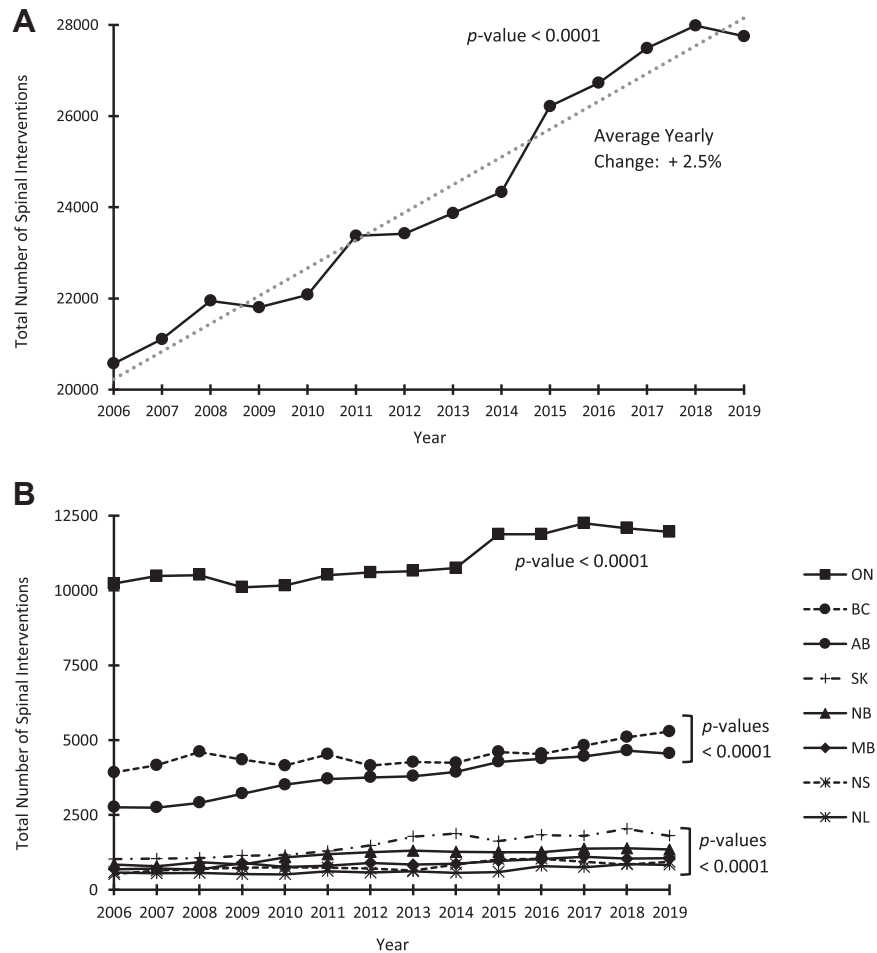 A
28000
26000
24000
22000
20000
Total Number of Spinal Interventions
p-value < 0.0001
Average Yearly
Change: + 2.5%
2006 2007 2008 2009 2010 2011 2012 2013 2014 2015 2016 2017 2018 2019
Year
B
12500
10000
7500
5000
2500
0
Total Number of Spinal Interventions
p-value < 0.0001
p-values
< 0.0001
p-values
< 0.0001
2006 2007 2008 2009 2010 2011 2012 2013 2014 2015 2016 2017 2018 2019
Year
ON
BC
AB
SK
NB
MB
NS
NL